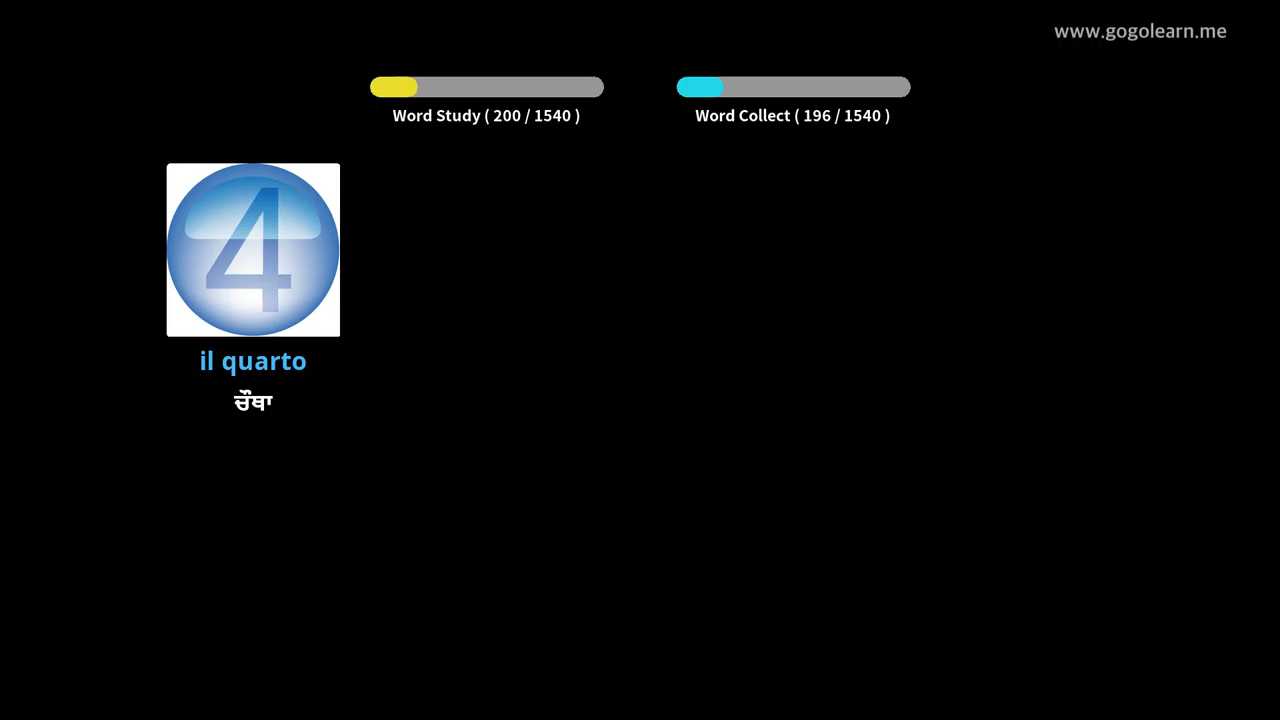 www.gogolearn.me
Word Study ( 200 / 1540 )
Word Collect ( 196 / 1540 )
4
il quarto
ਚੌਥਾ